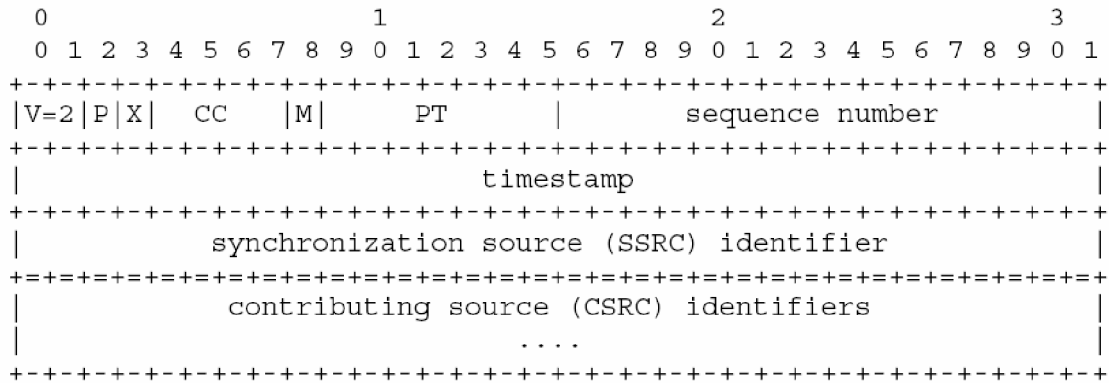 0                   1                   2                   3
0 1 2 3 4 5 6 7 8 9 0 1 2 3 4 5 6 7 8 9 0 1 2 3 4 5 6 7 8 9 0 1
+-+-+-+-+-+-+-+-+-+-+-+-+-+-+-+-+-+-+-+-+-+-+-+-+-+-+-+-+-+-+-+-+
|V=2|P|X|  CC   |M|     PT      |       sequence number         |
+-+-+-+-+-+-+-+-+-+-+-+-+-+-+-+-+-+-+-+-+-+-+-+-+-+-+-+-+-+-+-+-+
|                           timestamp                           |
+-+-+-+-+-+-+-+-+-+-+-+-+-+-+-+-+-+-+-+-+-+-+-+-+-+-+-+-+-+-+-+-+
|           synchronization source (SSRC) identifier            |
+=+=+=+=+=+=+=+=+=+=+=+=+=+=+=+=+=+=+=+=+=+=+=+=+=+=+=+=+=+=+=+=+
|            contributing source (CSRC) identifiers             |
|                             ....                              |
+-+-+-+-+-+-+-+-+-+-+-+-+-+-+-+-+-+-+-+-+-+-+-+-+-+-+-+-+-+-+-+-+